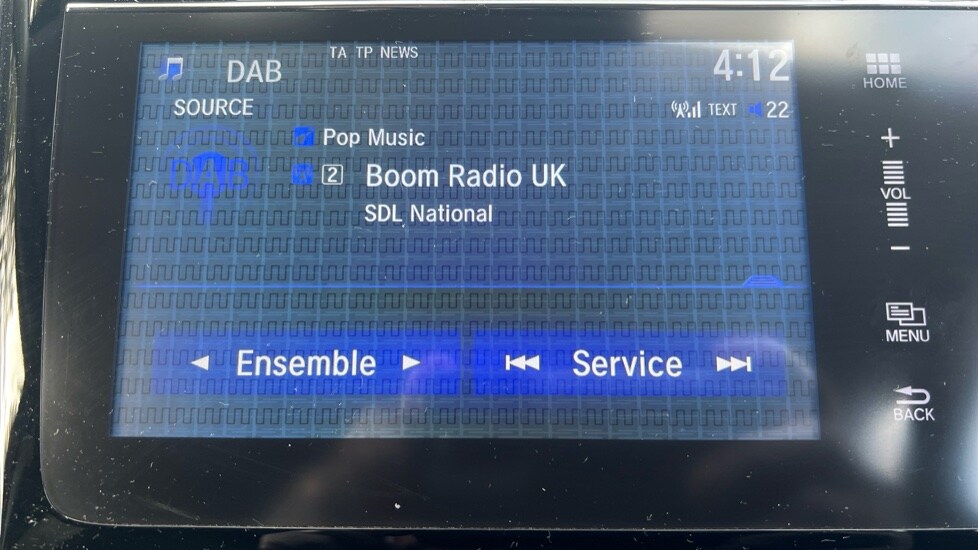 TA TP NEWS
DAB
4:12
SOURCE
TEXT 22
DAB
Pop Music
2 Boom Radio UK
SDL National
Ensemble
Service
HOME
+
VOL
−
MENU
BACK